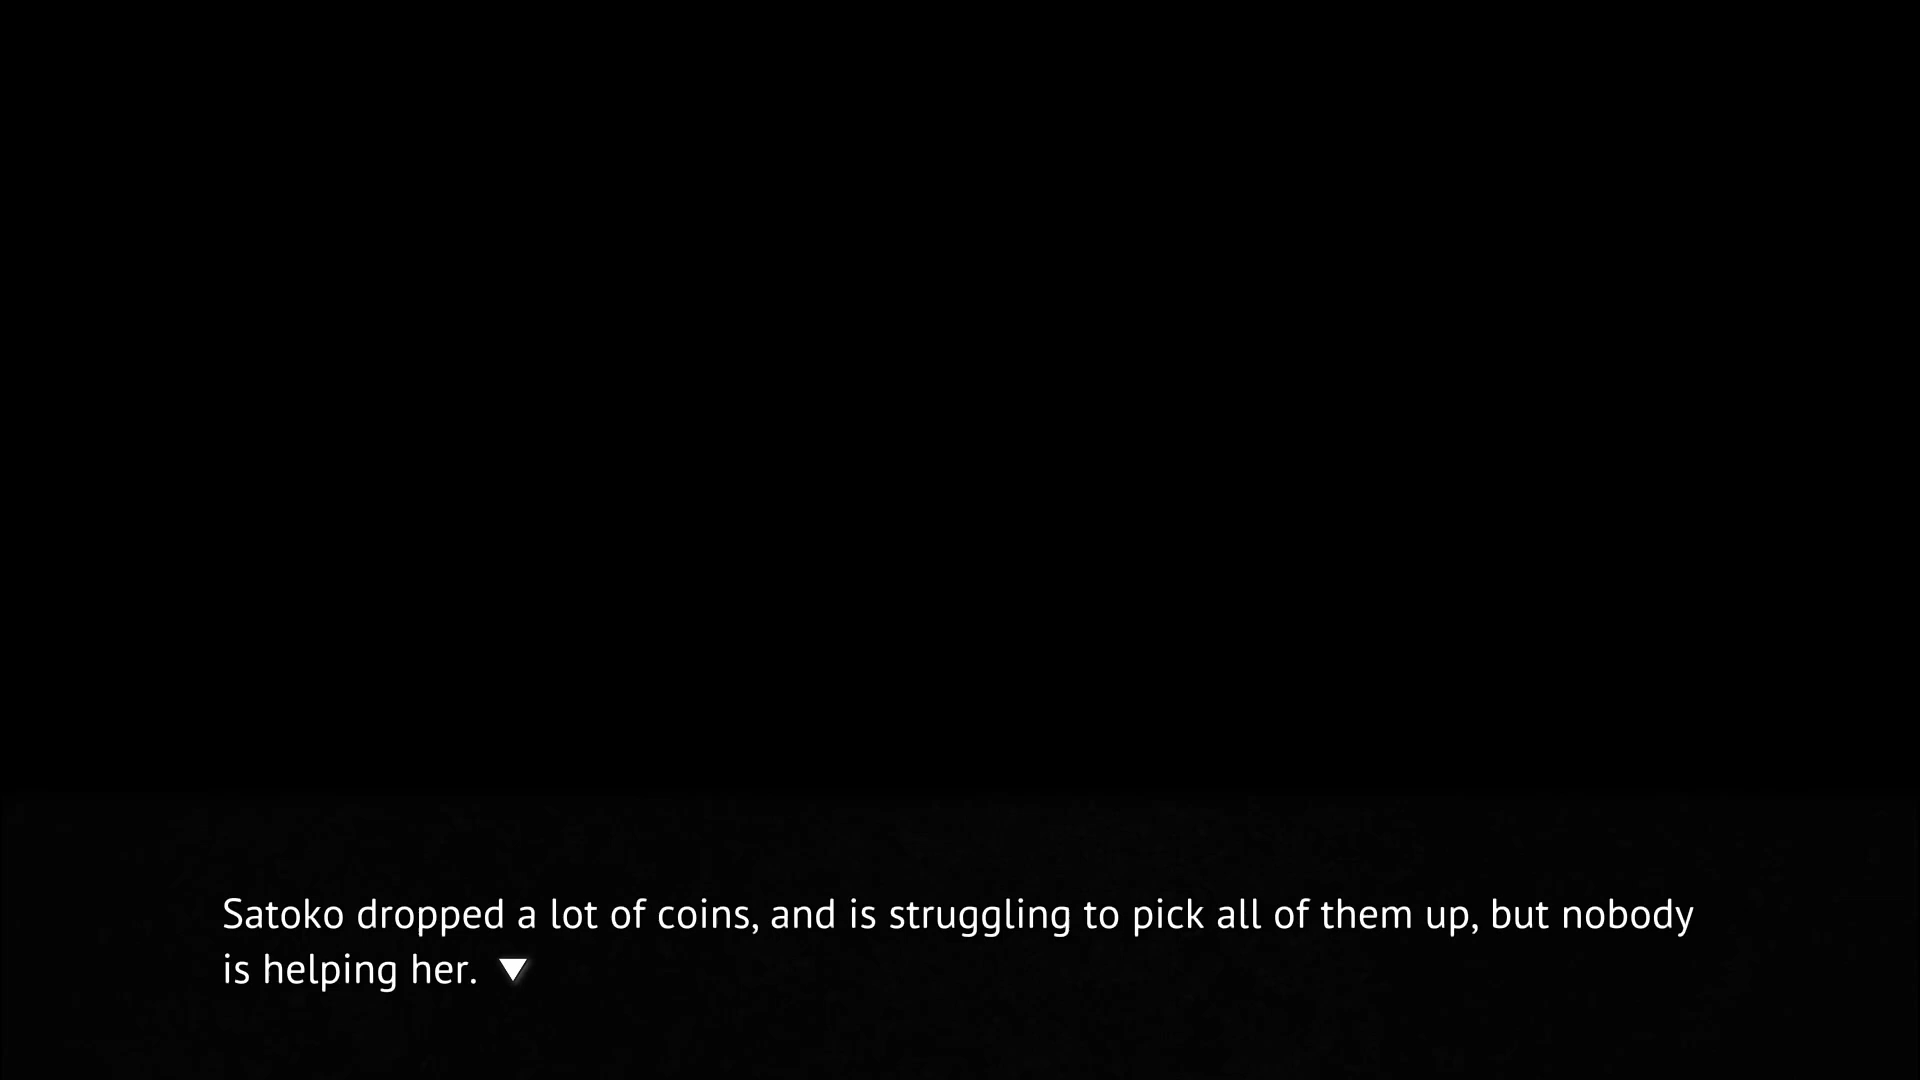 Satoko dropped a lot of coins, and is struggling to pick all of them up, but nobody
is helping her.